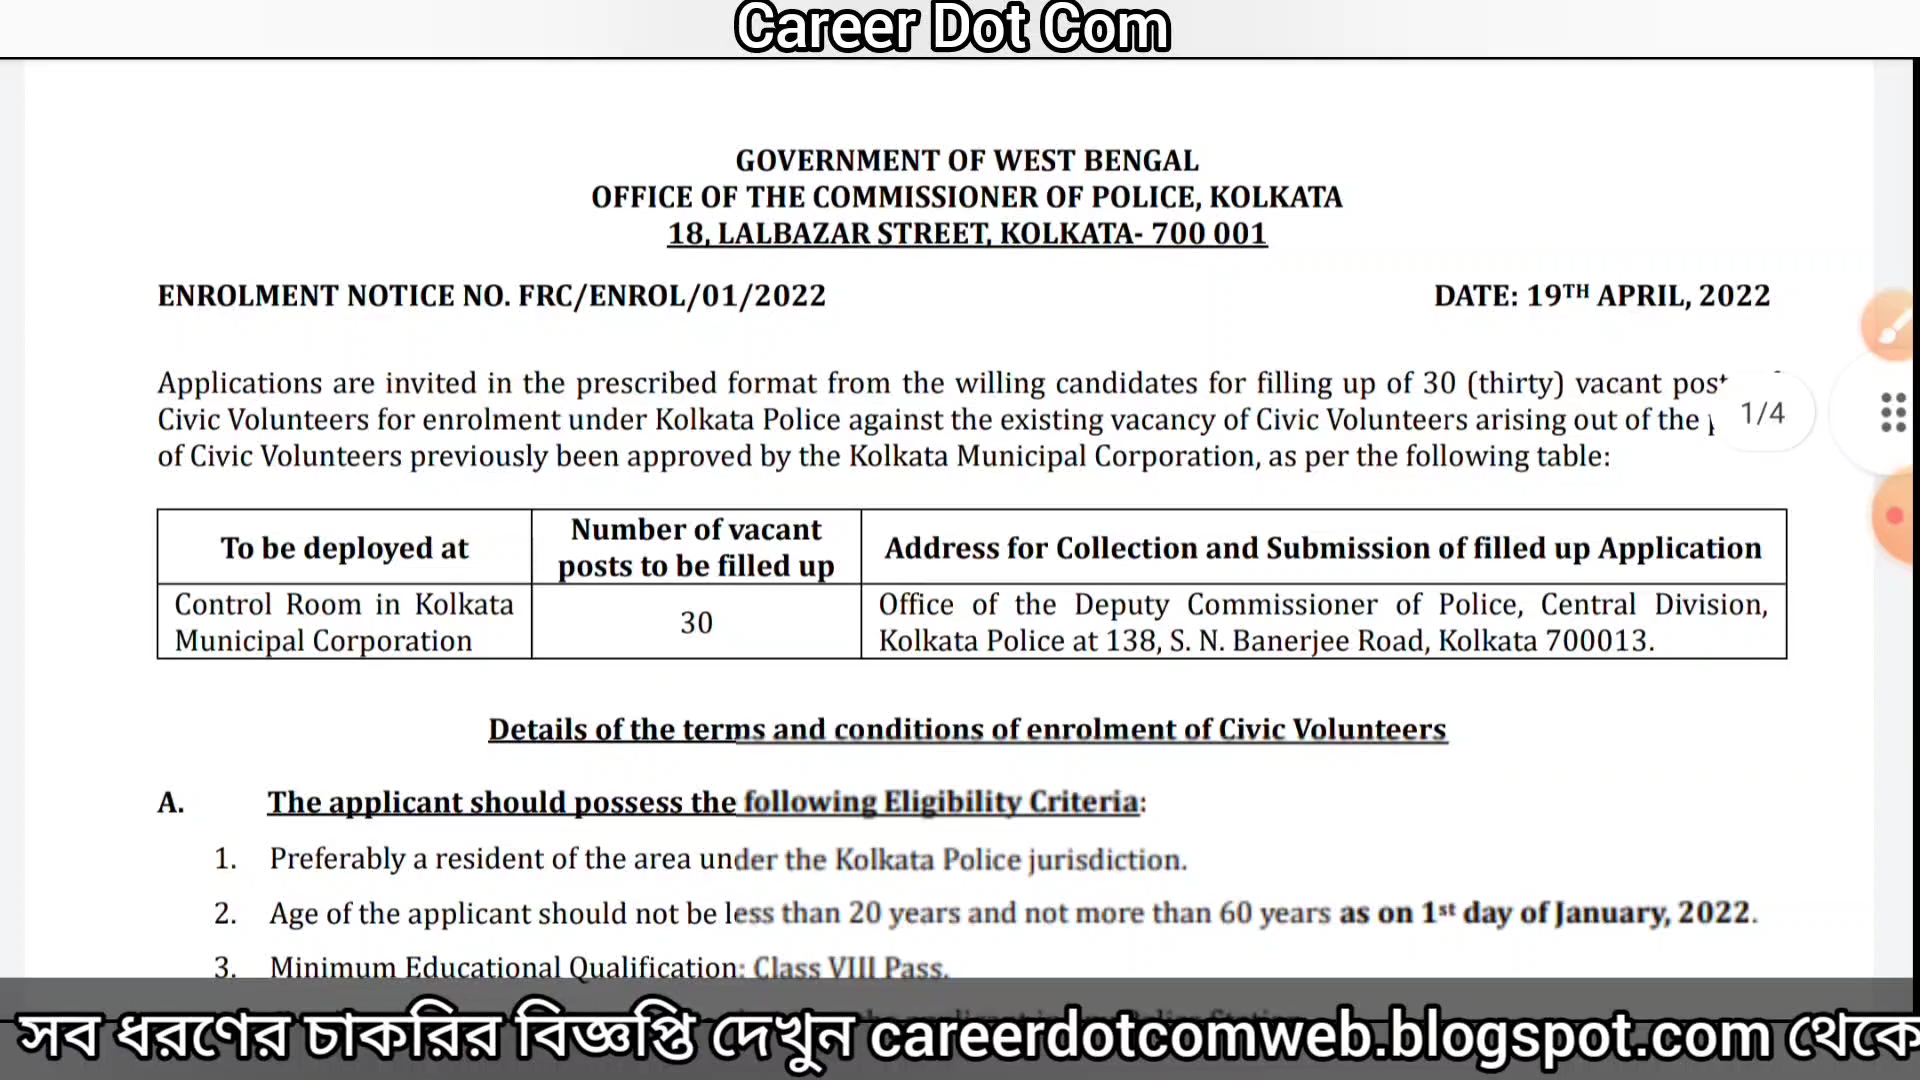 Career Dot Com
GOVERNMENT OF WEST BENGAL
OFFICE OF THE COMMISSIONER OF POLICE, KOLKATA
18, LALBAZAR STREET, KOLKATA- 700 001
ENROLMENT NOTICE NO. FRC/ENROL/01/2022 DATE: 19TH APRIL, 2022
Applications are invited in the prescribed format from the willing candidates for filling up of 30 (thirty) vacant
Civic Volunteers for enrolment under Kolkata Police against the existing vacancy of Civic Volunteers arising out of the
1/4
of Civic Volunteers previously been approved by the Kolkata Municipal Corporation, as per the following table:
To be deployed at
Number of vacant
posts to be filled up
Address for Collection and Submission of filled up Application
Control Room in Kolkata
Municipal Corporation
30
Office of the Deputy Commissioner of Police, Central Division,
Kolkata Police at 138, S. N. Banerjee Road, Kolkata 700013.
Details of the terms and conditions of enrolment of Civic Volunteers
A. The applicant should possess the following Eligibility Criteria:
1. Preferably a resident of the area under the Kolkata Police jurisdiction.
2. Age of the applicant should not be less than 20 years and not more than 60 years as on 1st day of January, 2022.
3. Minimum Educational Qualification: Class VIII Pass.
সব ধরণের চাকরির বিজ্ঞপ্তি দেখুন careerdotcomweb.blogspot.com থেকে